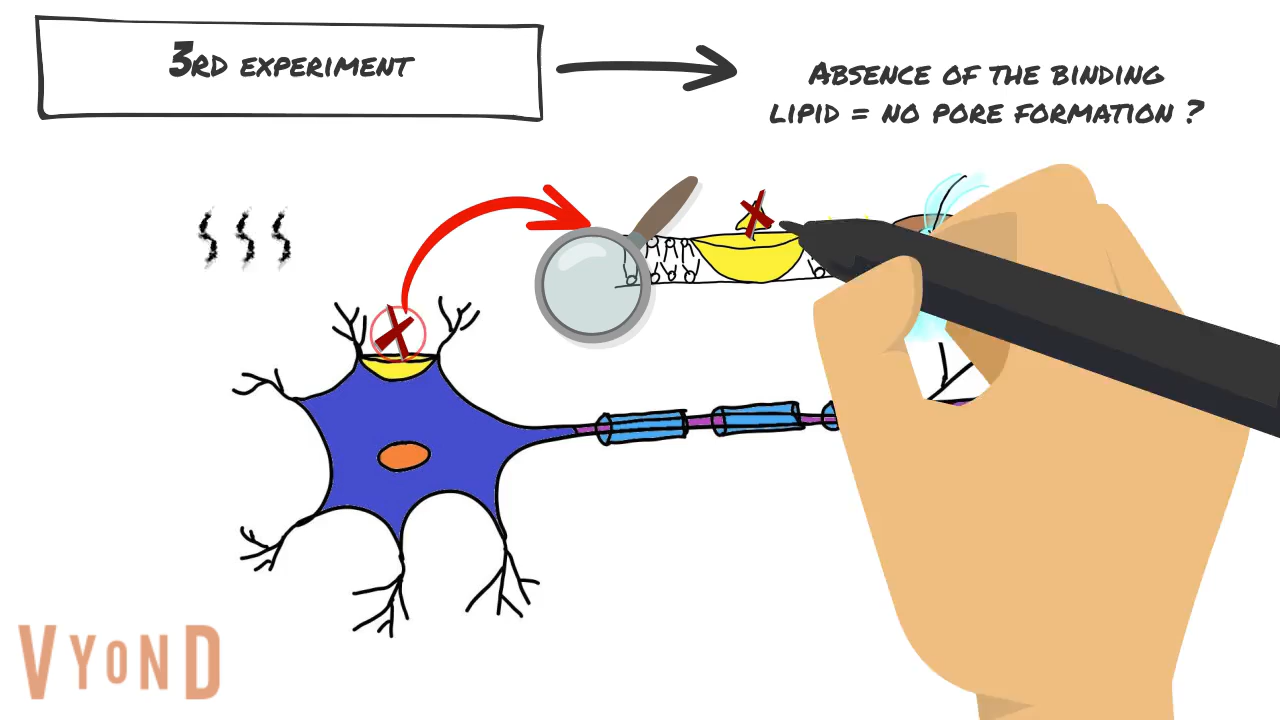 3rd experiment
Absence of the binding
lipid = no pore formation ?
VYOND